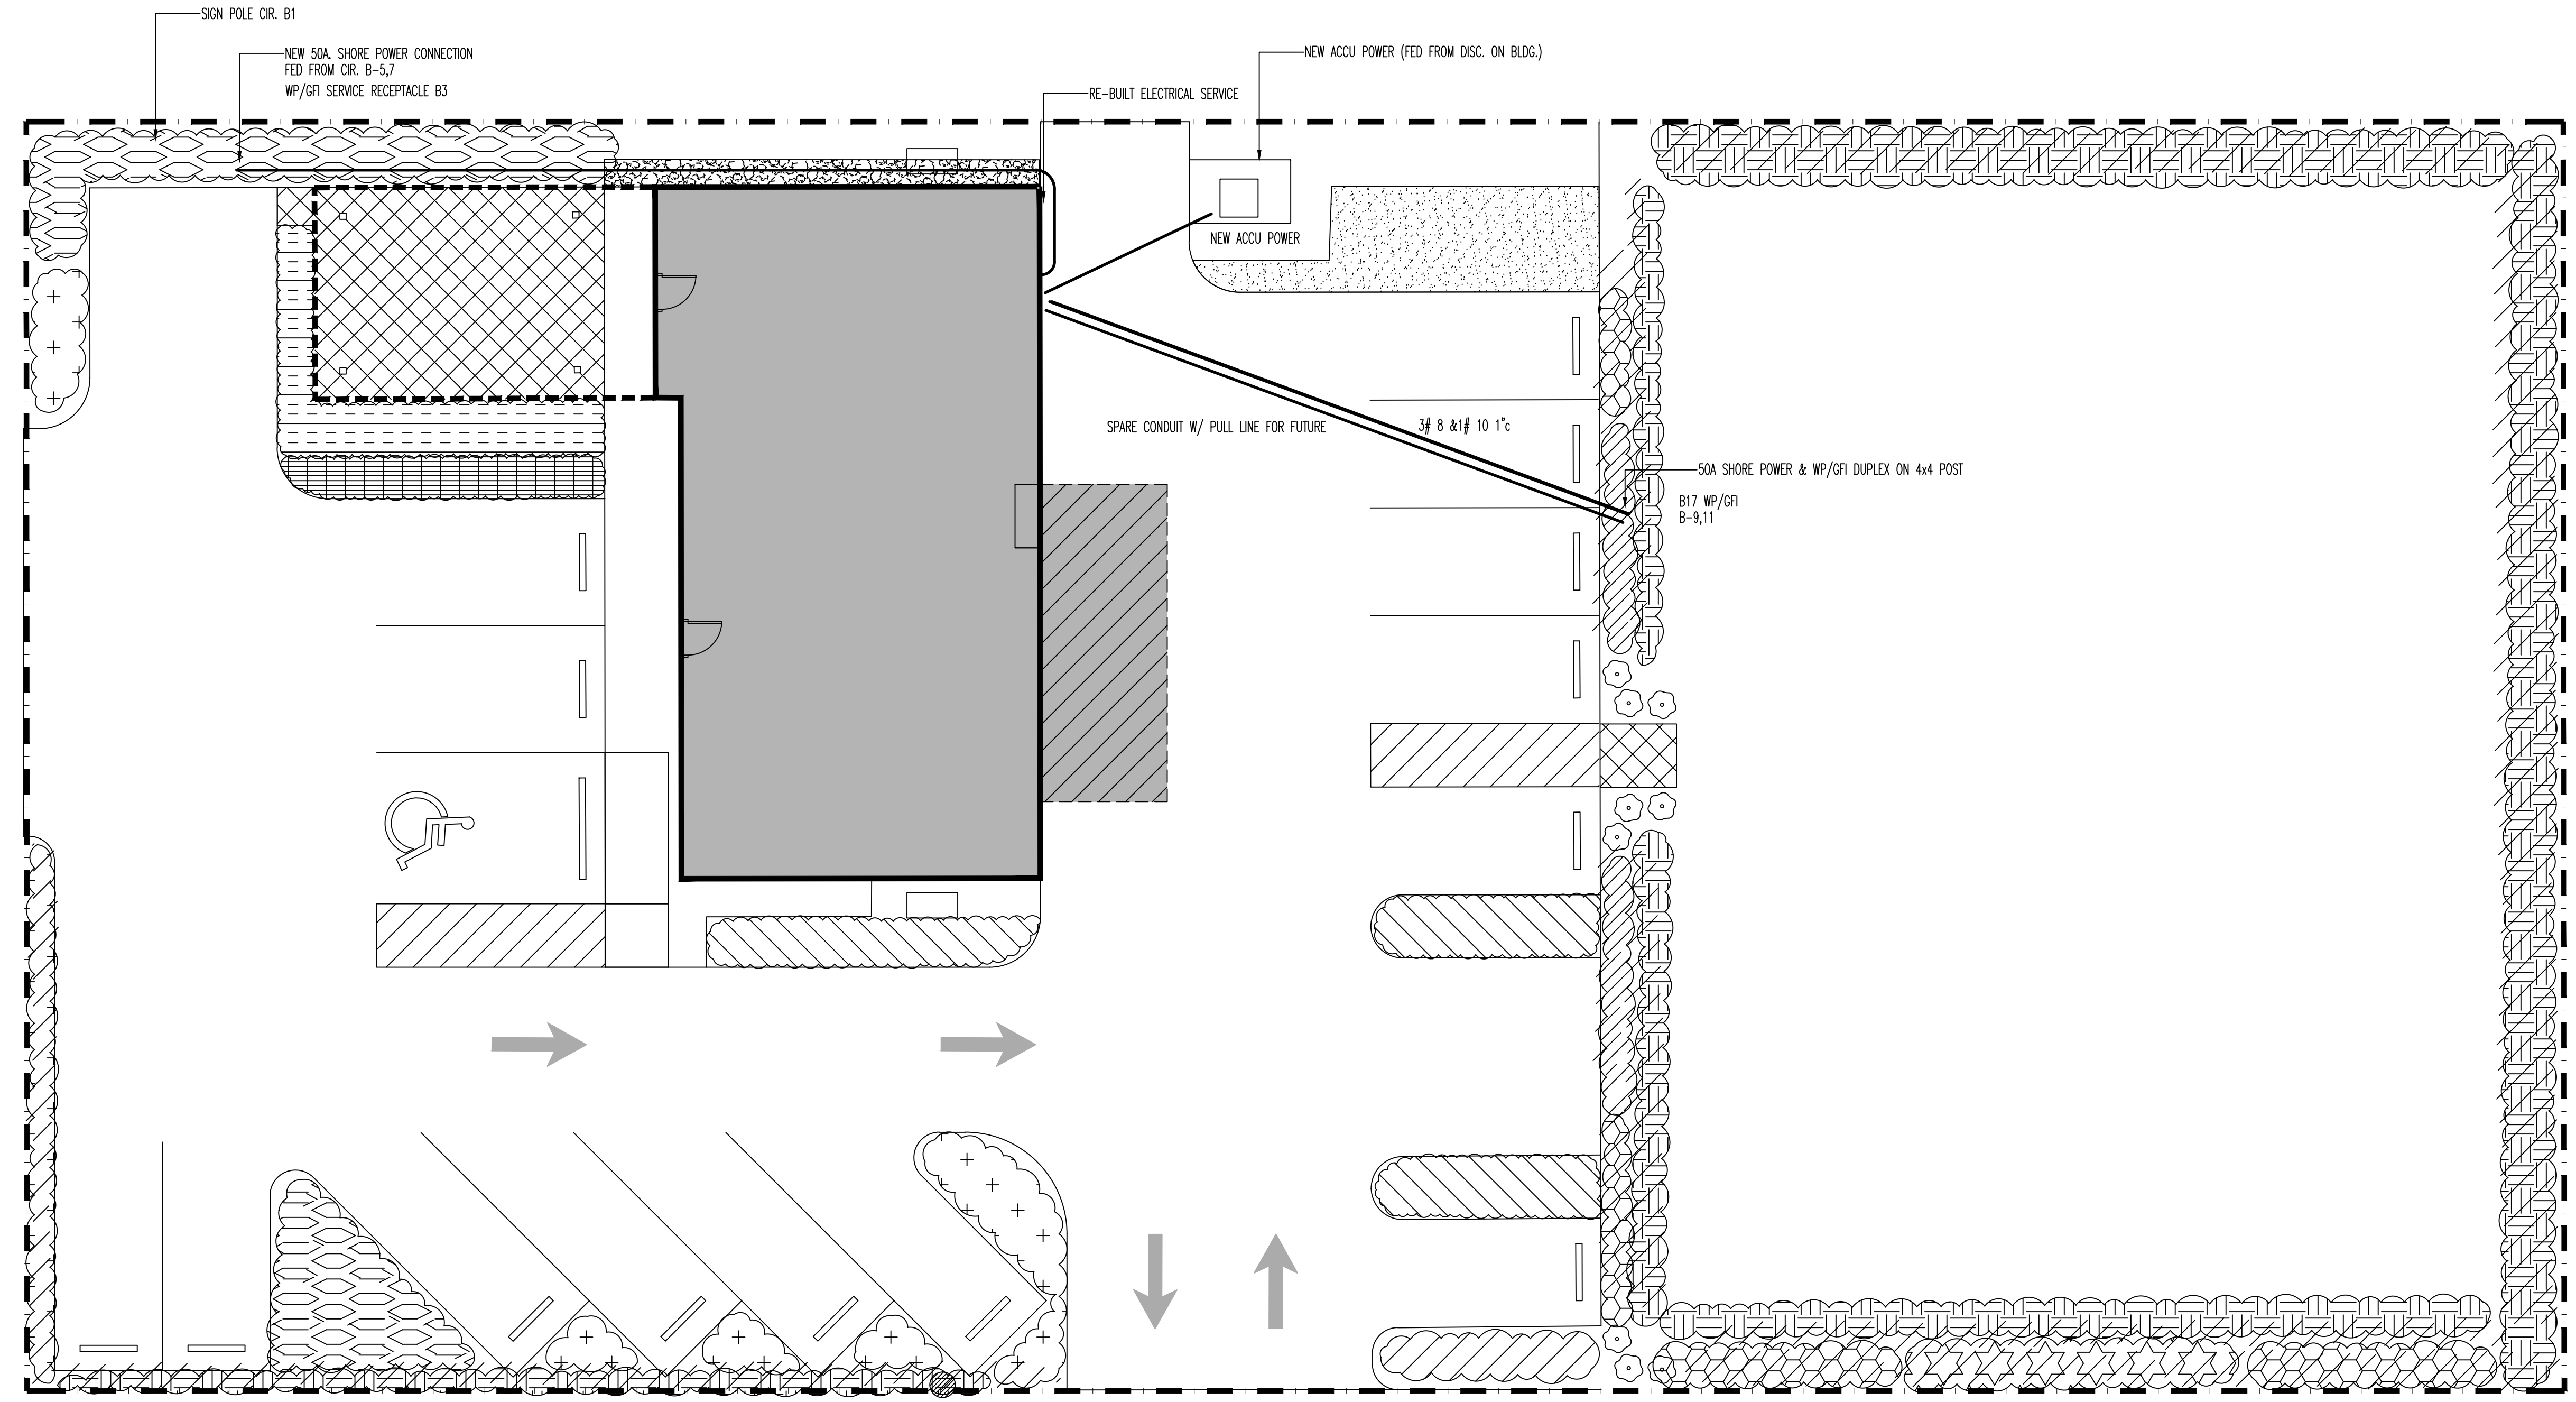 SIGN POLE CIR. B1
NEW 50A. SHORE POWER CONNECTION
FED FROM CIR. B-5,7
WP/GFI SERVICE RECEPTACLE B3
NEW ACCU POWER (FED FROM DISC. ON BLDG.)
RE-BUILT ELECTRICAL SERVICE
NEW ACCU POWER
SPARE CONDUIT W/ PULL LINE FOR FUTURE
3# 8 &1# 10 1"c
50A SHORE POWER & WP/GFI DUPLEX ON 4x4 POST
B17 WP/GFI
B-9,11